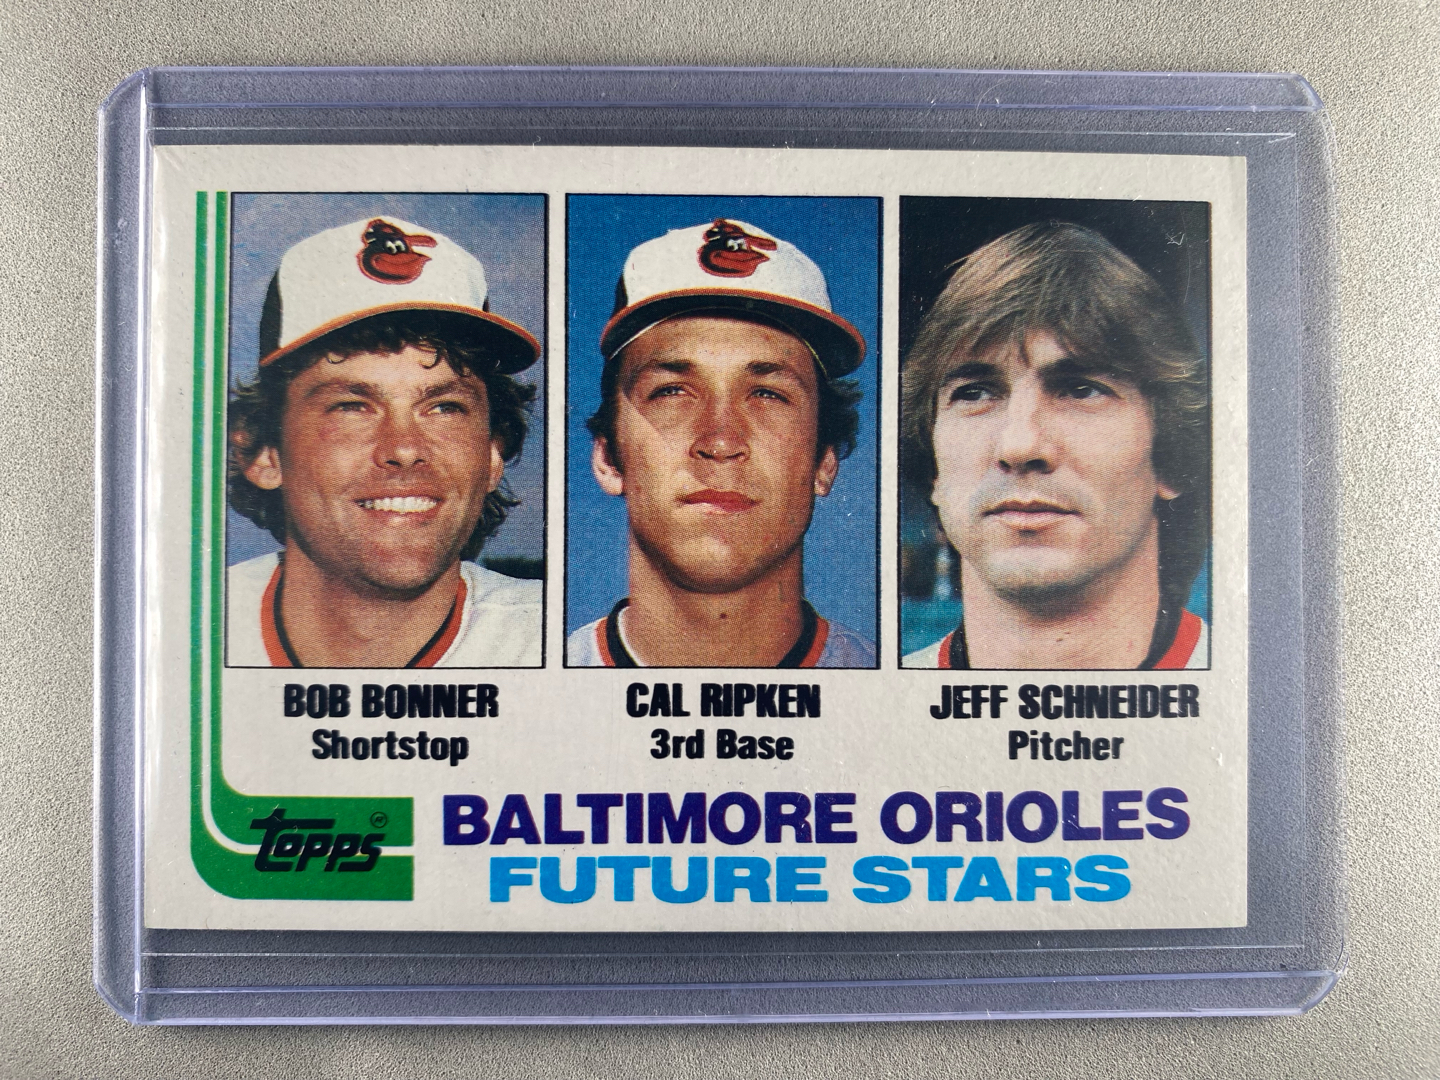 BOB BONNER
Shortstop
CAL RIPKEN
3rd Base
JEFF SCHNEIDER
Pitcher
Topps®
BALTIMORE ORIOLES
FUTURE STARS